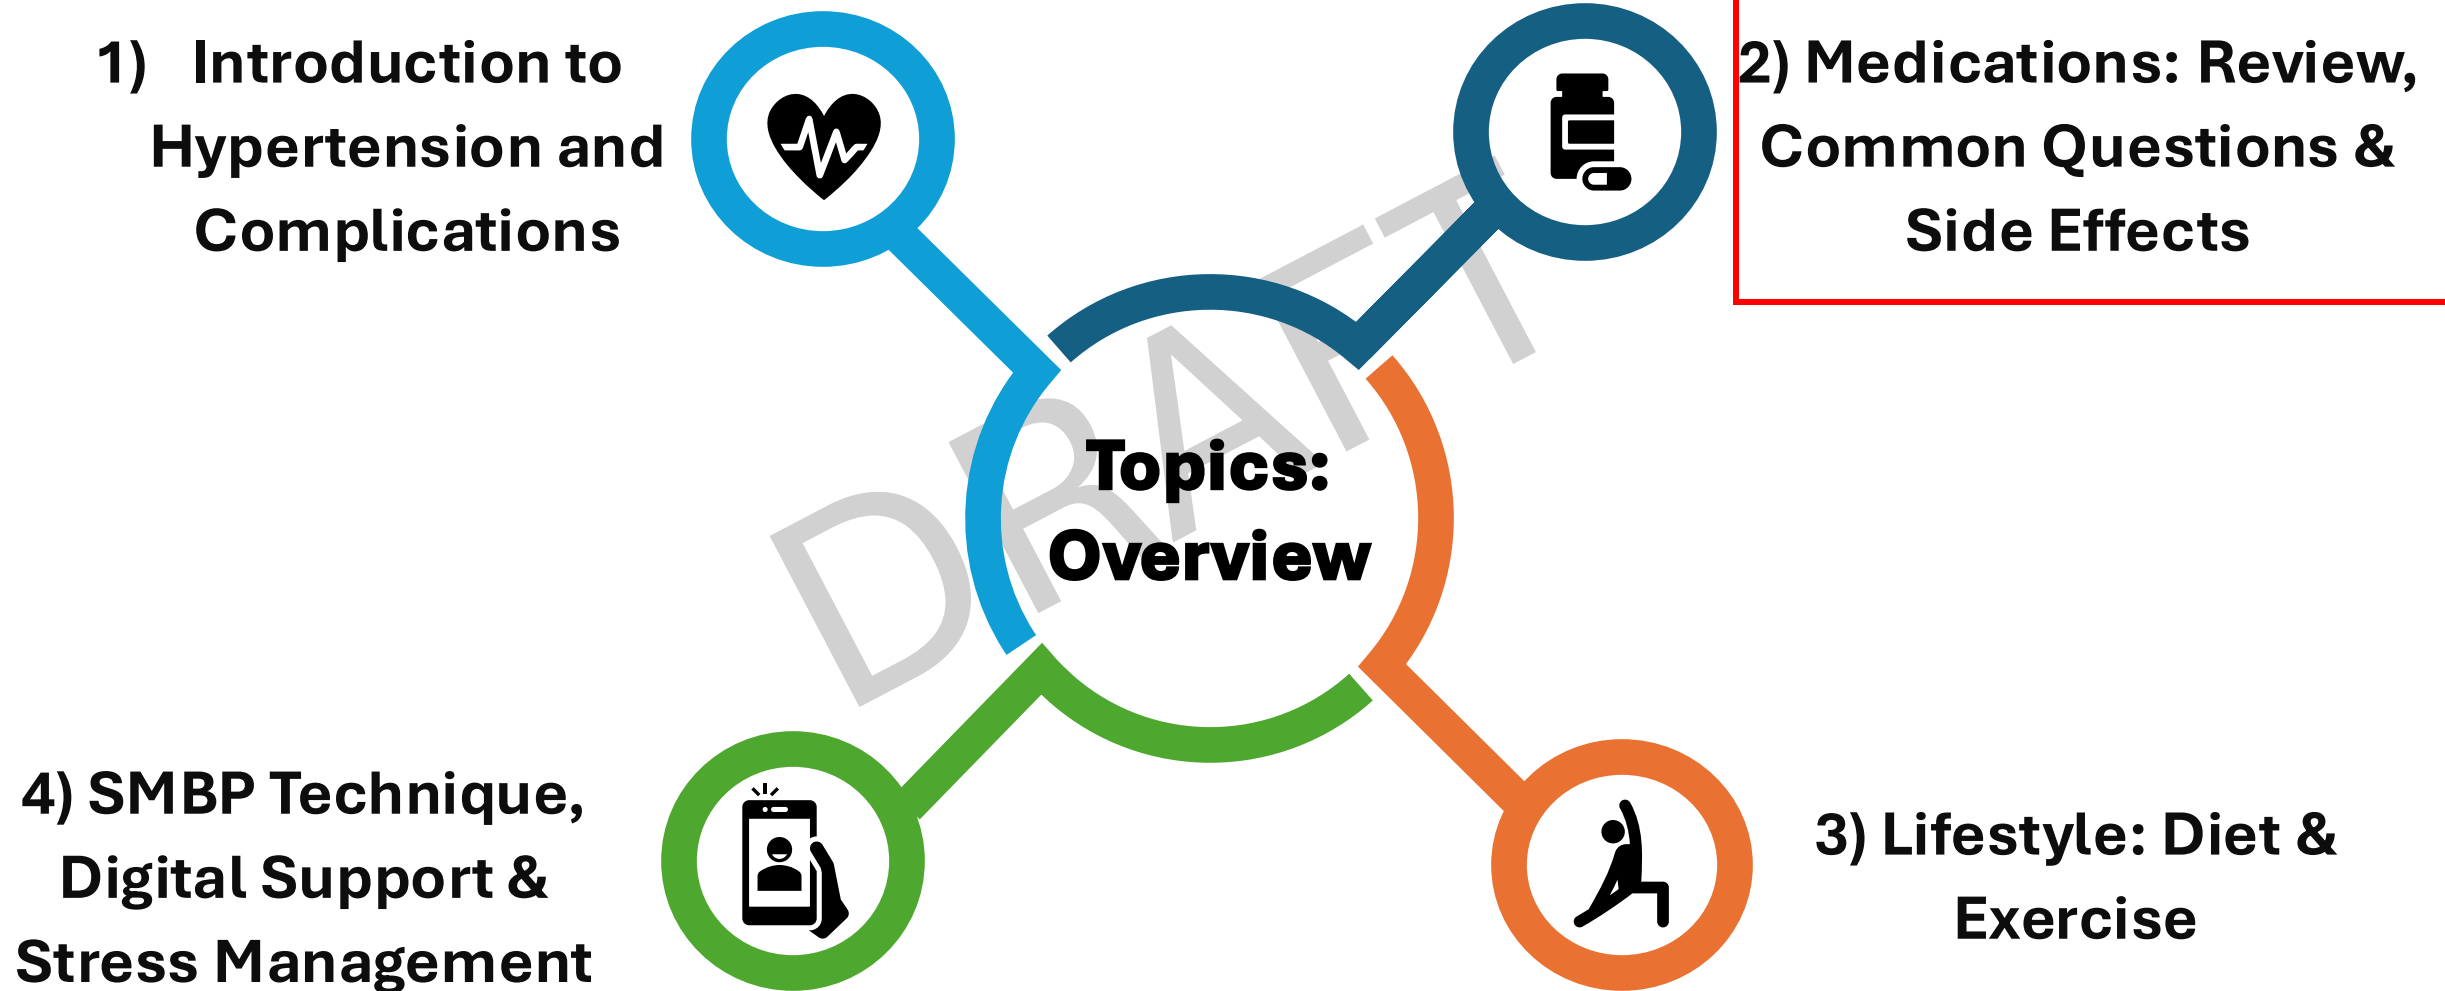 1) Introduction to
Hypertension and
Complications
2) Medications: Review,
Common Questions &
Side Effects
DRAFT
Topics:
Overview
4) SMBP Technique,
Digital Support &
Stress Management
3) Lifestyle: Diet &
Exercise